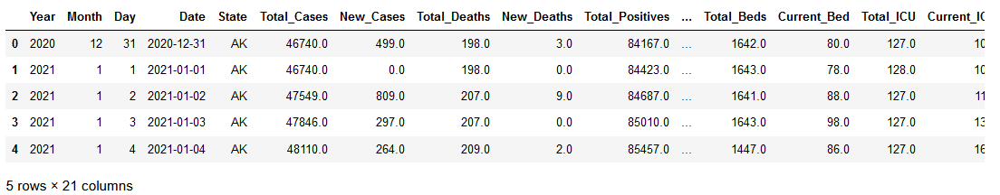 Year Month Day Date State Total_Cases New_Cases Total_Deaths New_Deaths Total_Positives ... Total_Beds Current_Bed Total_ICU
0 2020 12 31 2020-12-31 AK 46740.0 499.0 198.0 3.0 84167.0 ... 1642.0 80.0 127.0 10
1 2021 1 1 2021-01-01 AK 46740.0 0.0 198.0 0.0 84423.0 ... 1643.0 78.0 128.0 10
2 2021 1 2 2021-01-02 AK 47549.0 809.0 207.0 9.0 84687.0 ... 1641.0 88.0 127.0 11
3 2021 1 3 2021-01-03 AK 47846.0 297.0 207.0 0.0 85010.0 ... 1643.0 98.0 127.0 13
4 2021 1 4 2021-01-04 AK 48110.0 264.0 209.0 2.0 85457.0 ... 1447.0 86.0 127.0 16
5 rows × 21 columns